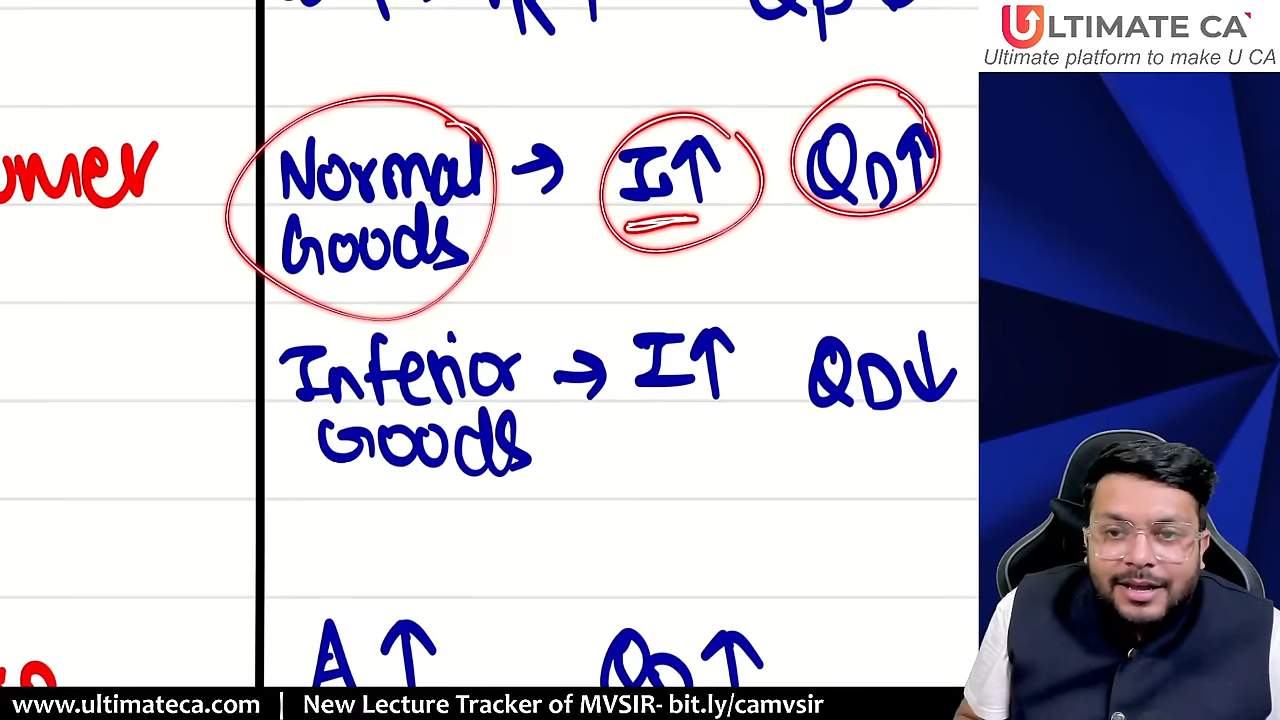 ULTIMATE CA
Ultimate platform to make U CA
Normal → I↑ QD↑
Goods
Inferior → I↑ QD↓
Goods
A↑ QD↑
www.ultimateca.com | New Lecture Tracker of MVSIR- bit.ly/camvsir